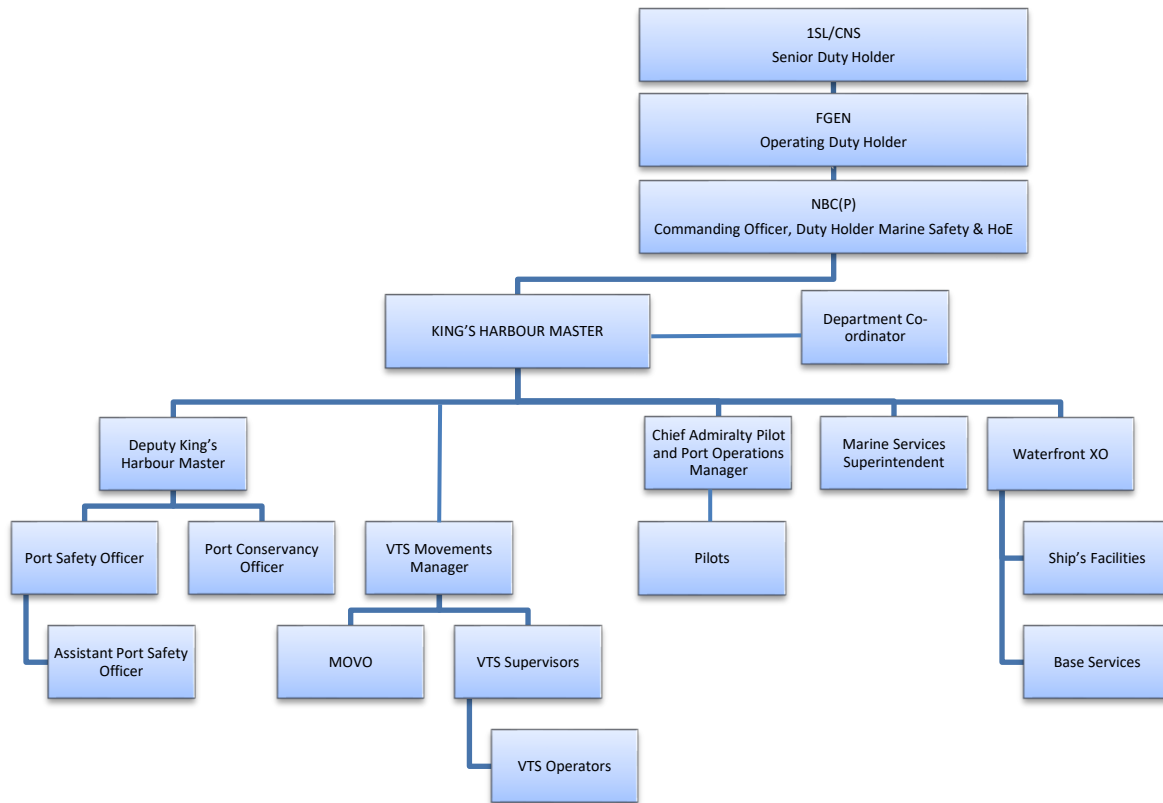 1SL/CNS
Senior Duty Holder
FGEN
Operating Duty Holder
NBC(P)
Commanding Officer, Duty Holder Marine Safety & HoE
KING’S HARBOUR MASTER
Department Co-
ordinator
Deputy King’s
Harbour Master
Chief Admiralty Pilot
and Port Operations
Manager
Marine Services
Superintendent
Waterfront XO
Port Safety Officer
Port Conservancy
Officer
VTS Movements
Manager
Pilots
Ship’s Facilities
Assistant Port Safety
Officer
MOVO
VTS Supervisors
Base Services
VTS Operators